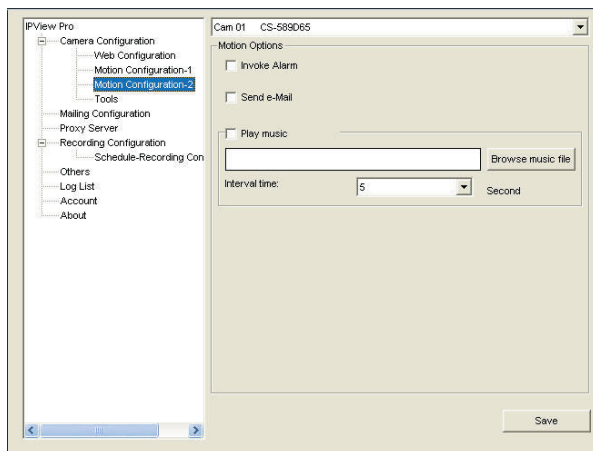 IPView Pro
Camera Configuration
Web Configuration
Motion Configuration-1
Motion Configuration-2
Tools
Mailing Configuration
Proxy Server
Recording Configuration
Schedule-Recording Con
Others
Log List
Account
About
Cam 01 CS-589D65
Motion Options
Invoke Alarm
Send e-Mail
Play music
Browse music file
Interval time: 5 Second
Save